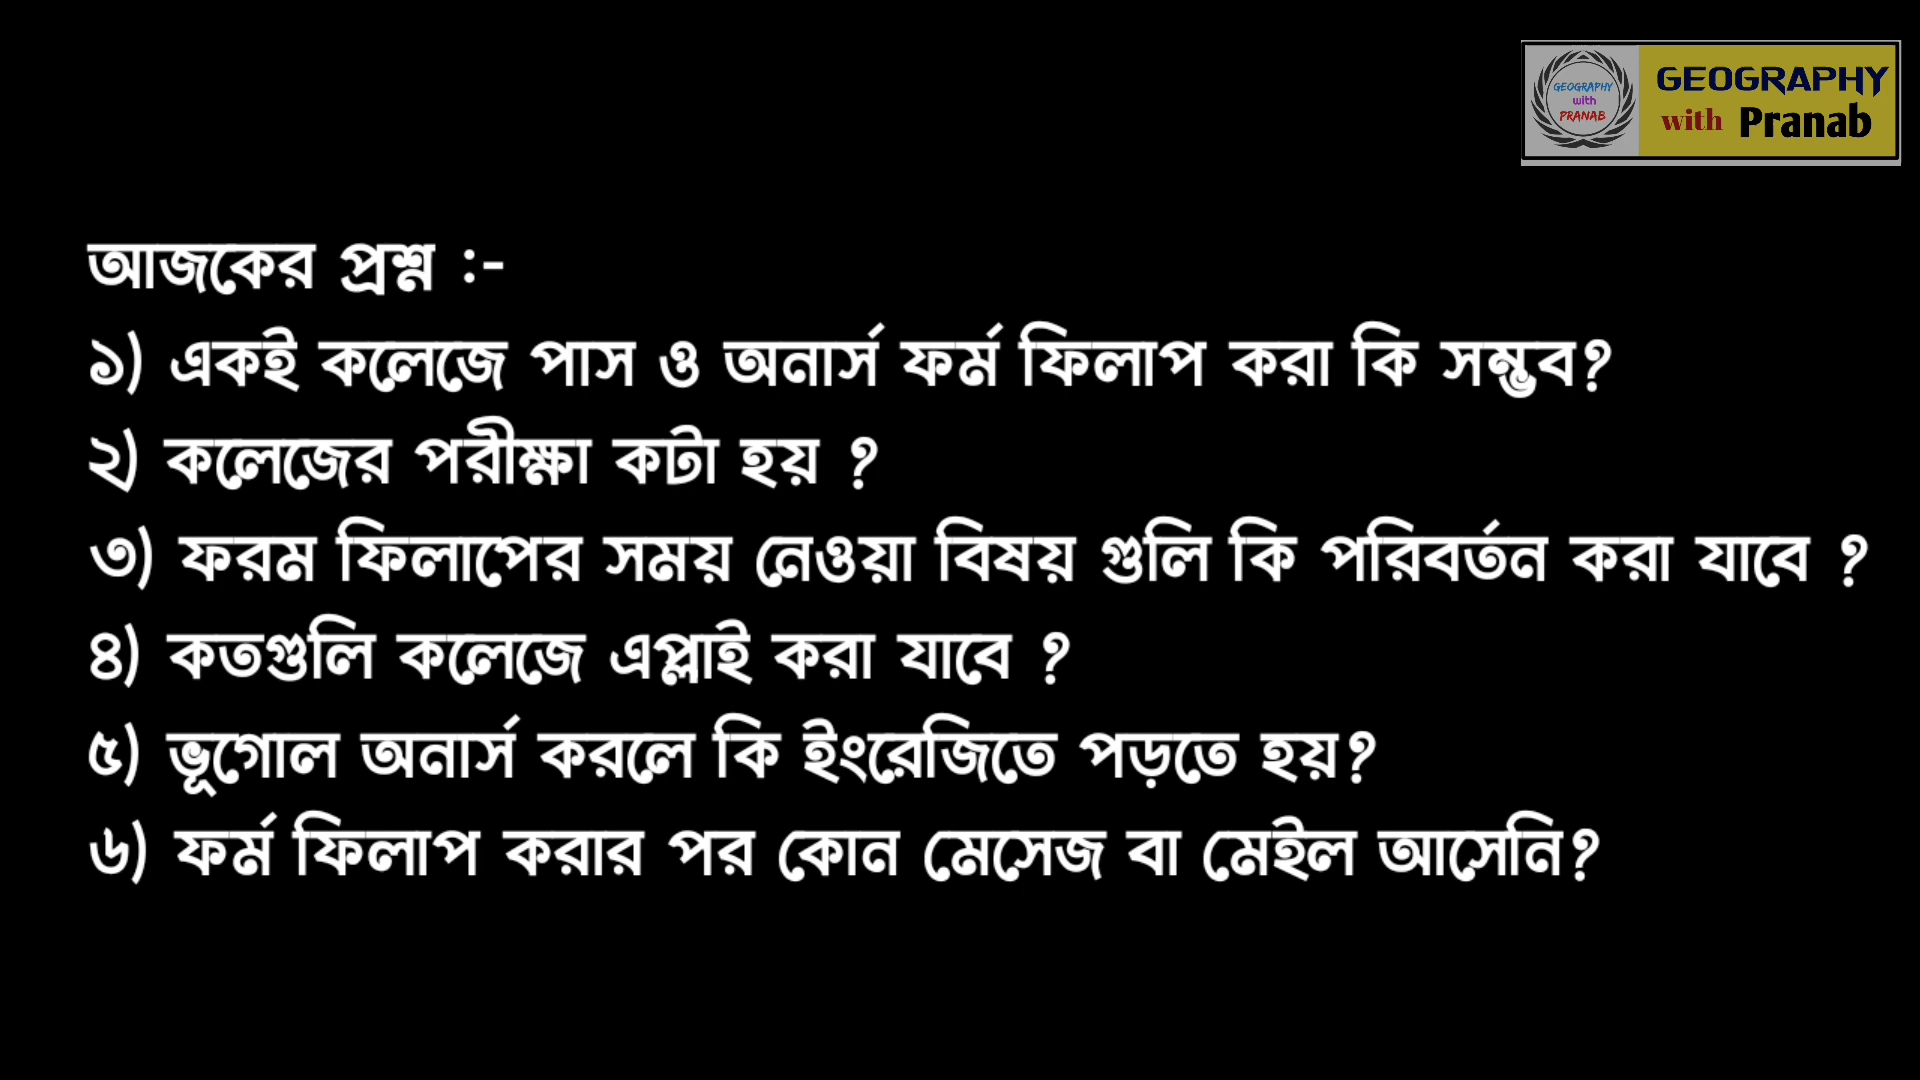 GEOGRAPHY
with
PRANAB
GEOGRAPHY
with Pranab
আজকের প্রশ্ন :-
১) একই কলেজে পাস ও অনার্স ফর্ম ফিলাপ করা কি সম্ভব?
২) কলেজের পরীক্ষা কটা হয় ?
৩) ফরম ফিলাপের সময় নেওয়া বিষয় গুলি কি পরিবর্তন করা যাবে ?
৪) কতগুলি কলেজে এপ্লাই করা যাবে ?
৫) ভূগোল অনার্স করলে কি ইংরেজিতে পড়তে হয়?
৬) ফর্ম ফিলাপ করার পর কোন মেসেজ বা মেইল আসেনি?